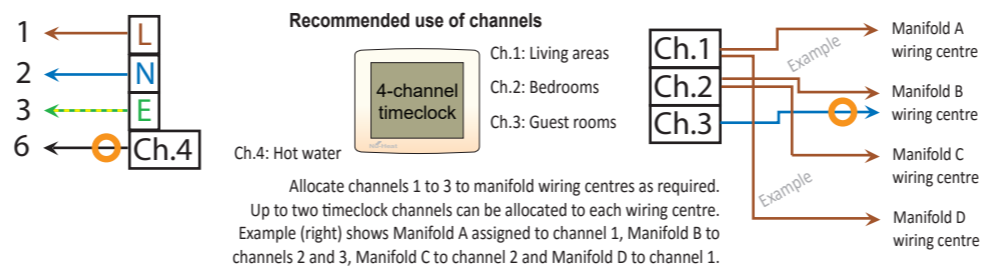 Recommended use of channels
1
L
2
N
3
E
6
Ch.4
4-channel
timeclock
Ch.1: Living areas
Ch.2: Bedrooms
Ch.3: Guest rooms
Ch.4: Hot water
Allocate channels 1 to 3 to manifold wiring centres as required.
Up to two timeclock channels can be allocated to each wiring centre.
Example (right) shows Manifold A assigned to channel 1, Manifold B to
channels 2 and 3, Manifold C to channel 2 and Manifold D to channel 1.
Ch.1
Ch.2
Ch.3
Example
Example
Manifold A
wiring centre
Manifold B
wiring centre
Manifold C
wiring centre
Manifold D
wiring centre